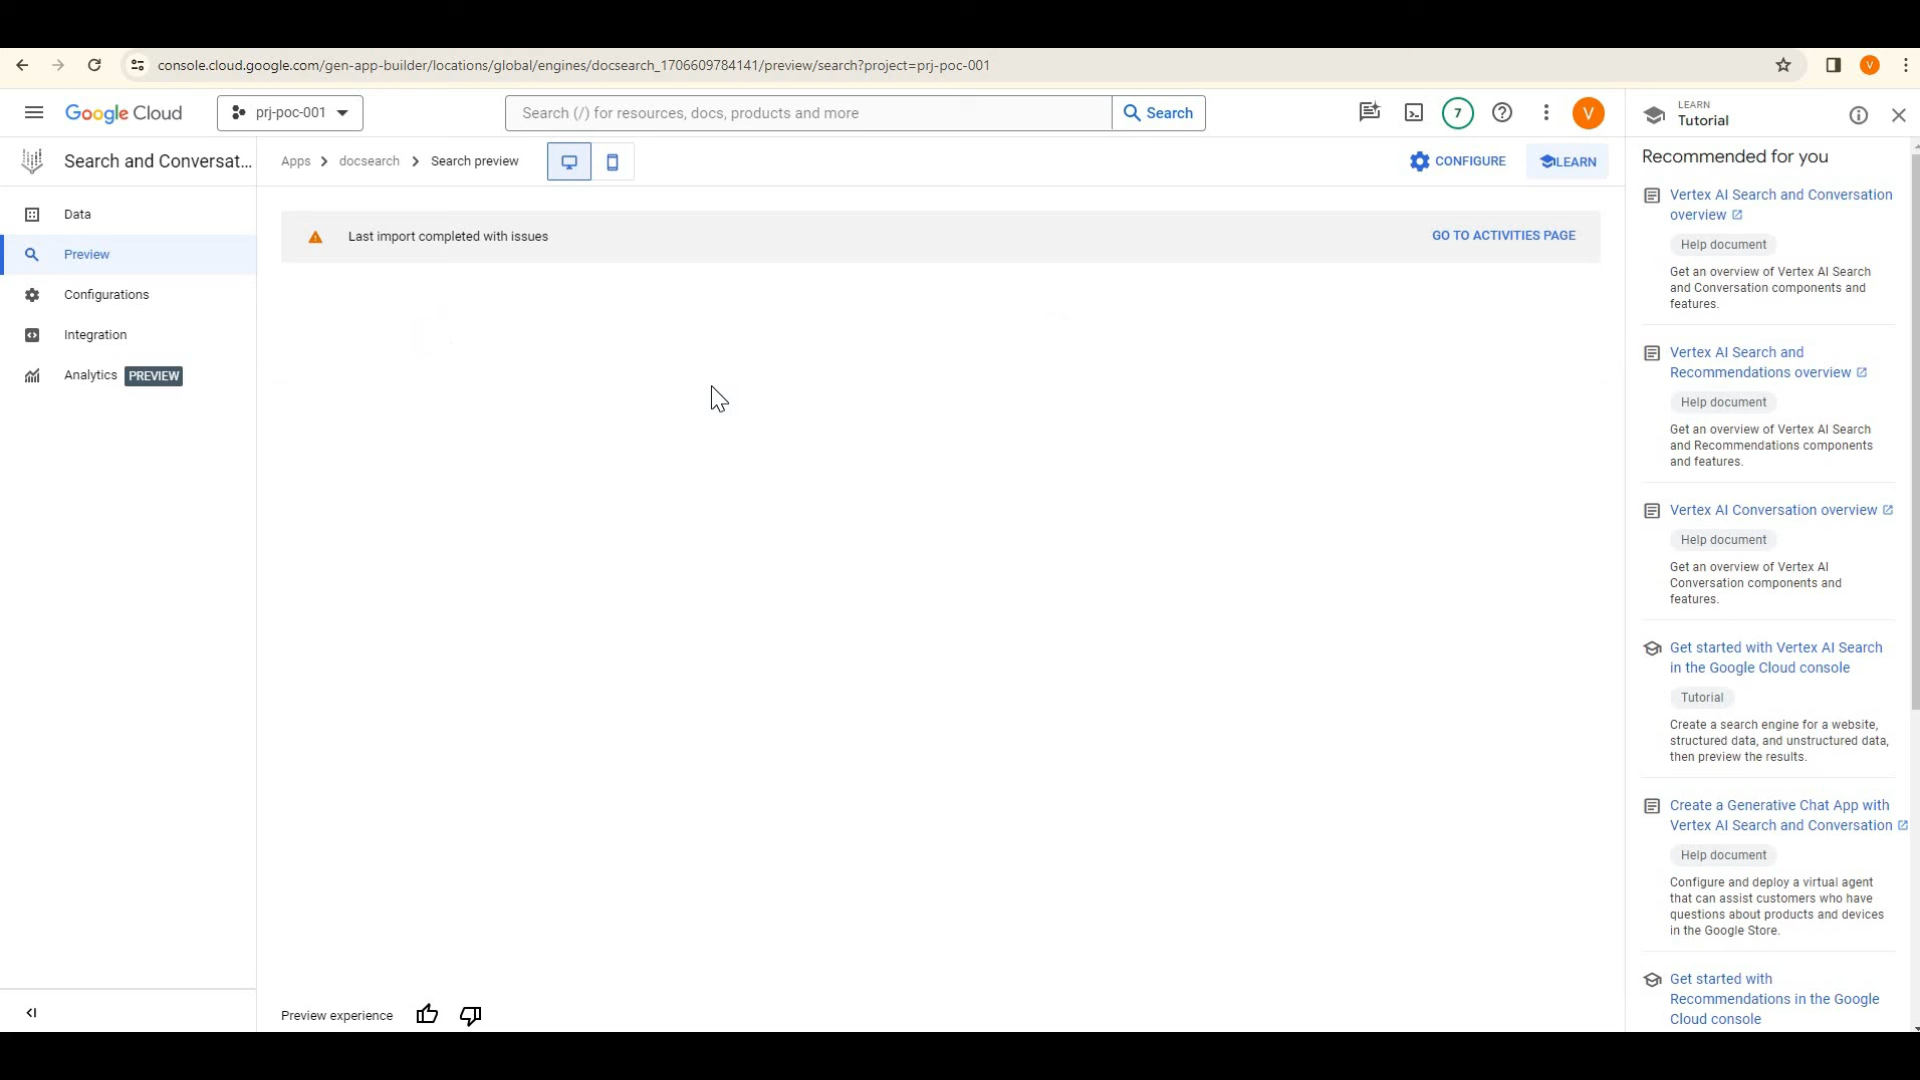 console.cloud.google.com/gen-app-builder/locations/global/engines/docsearch_1706609784141/preview/search?project=prj-poc-001
V
Google Cloud
prj-poc-001
Search (/) for resources, docs, products and more
Search
7
V
LEARN
Tutorial
Search and Conversat...
Apps
docsearch
Search preview
CONFIGURE
LEARN
Data
Preview
Configurations
Integration
Analytics PREVIEW
Last import completed with issues
GO TO ACTIVITIES PAGE
Preview experience
Recommended for you
Vertex AI Search and Conversation
overview
Help document
Get an overview of Vertex AI Search
and Conversation components and
features.
Vertex AI Search and
Recommendations overview
Help document
Get an overview of Vertex AI Search
and Recommendations components
and features.
Vertex AI Conversation overview
Help document
Get an overview of Vertex AI
Conversation components and
features.
Get started with Vertex AI Search
in the Google Cloud console
Tutorial
Create a search engine for a website,
structured data, and unstructured data,
then preview the results.
Create a Generative Chat App with
Vertex AI Search and Conversation
Help document
Configure and deploy a virtual agent
that can assist customers who have
questions about products and devices
in the Google Store.
Get started with
Recommendations in the Google
Cloud console